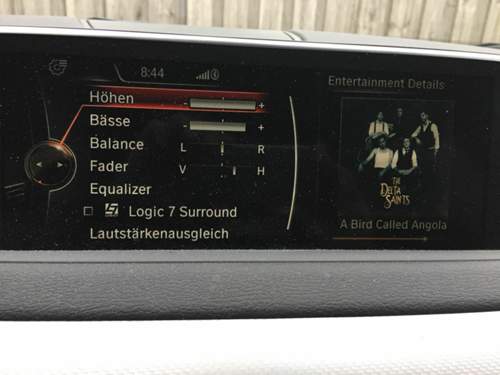 8:44
Entertainment Details
Höhen - +
Bässe - +
Balance L R
Fader V H
Equalizer
Logic 7 Surround
Lautstärkenausgleich
THE
DELTA
SAINTS
A Bird Called Angola